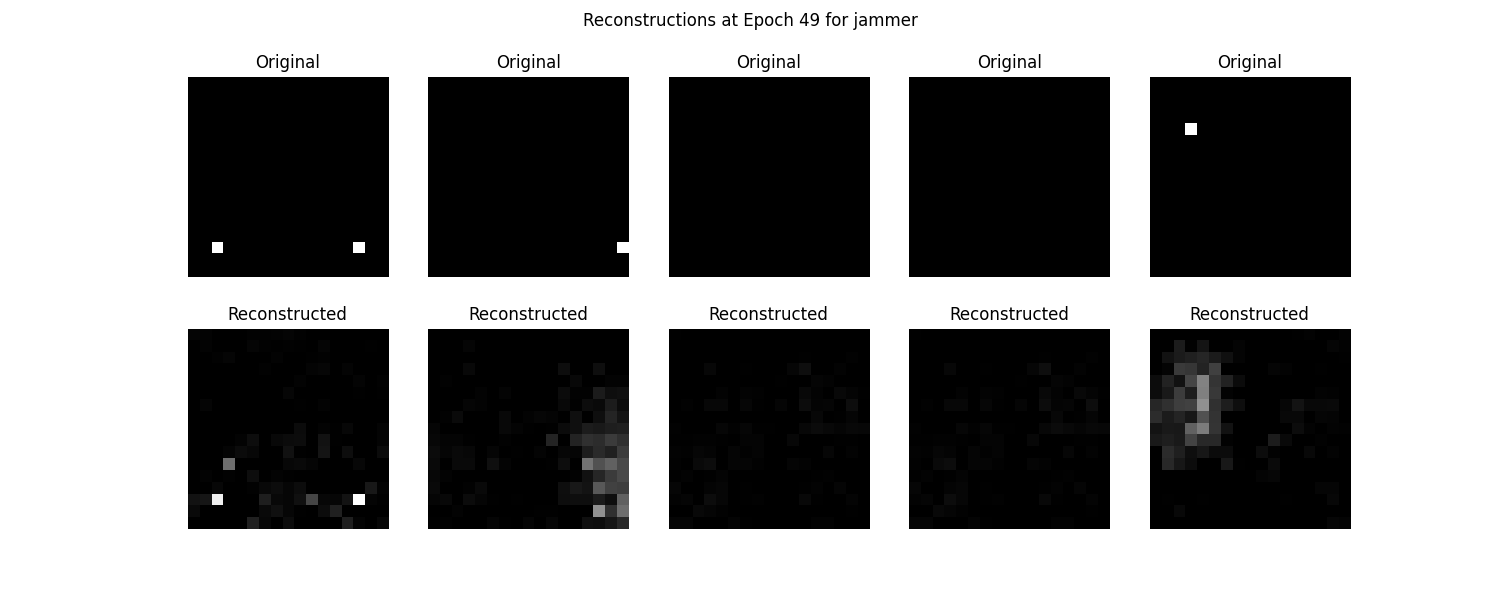 Reconstructions at Epoch 49 for jammer
Original Original Original Original Original
Reconstructed Reconstructed Reconstructed Reconstructed Reconstructed